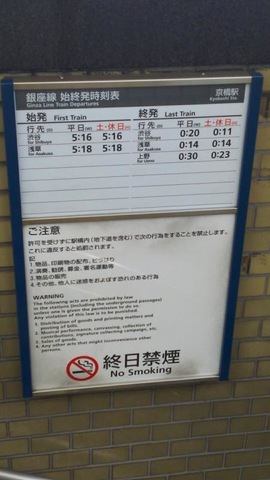 銀座線 始終発時刻表
Ginza Line Train Departures
京橋駅
Kyobashi Sta.
始発 First Train
行先 平日 土・休日
渋谷 5:16 5:16
for Shibuya
浅草 5:18 5:18
for Asakusa
終発 Last Train
行先 平日 土・休日
渋谷 0:20 0:11
for Shibuya
浅草 0:14 0:14
for Asakusa
上野 0:30 0:23
for Ueno
ご注意
許可を受けずに駅構内(地下道を含む)で次の行為をすることを禁止します。
これに違反すると処罰されます。
記
1.物品、印刷物の配布、ビラ貼り
2.演奏、勧誘、募金、署名運動等
3.物品の販売
4.その他、他人に迷惑をおよぼす恐れのある行為
WARNING
The following acts are prohibited by law
in the stations (including the underground passages)
unless one is given the permission to do so.
Any violation of this law is to be punished.
1. Distribution of goods and printing matters and
posting of bills.
2. Musical performance, canvassing, collection of
contributions, signature collecting campaign, etc.
3. Sales of goods.
4. Any other acts that might inconvenience other
persons.
終日禁煙
No Smoking